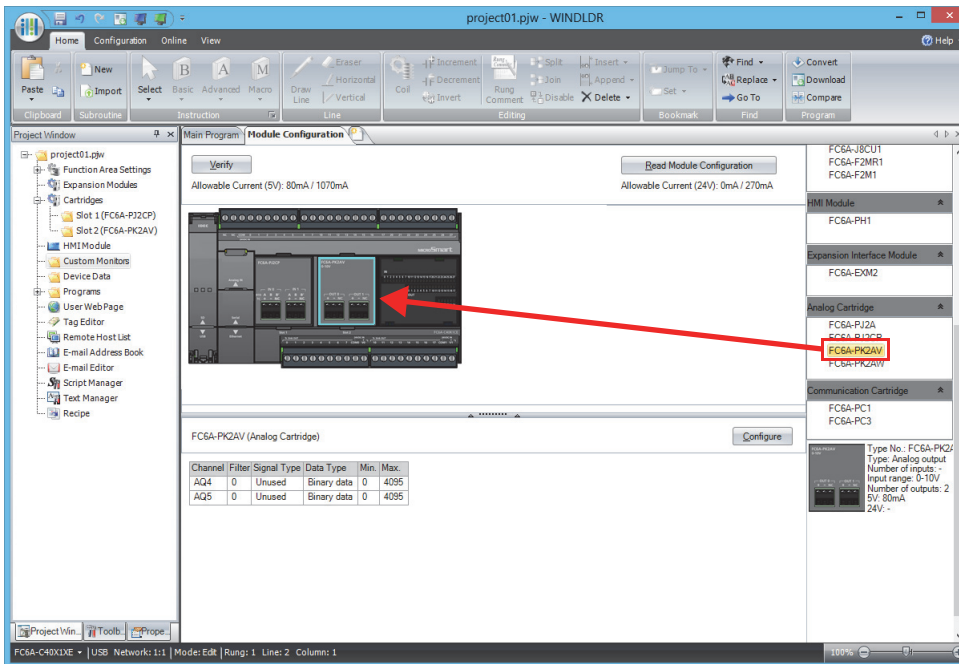 project01.pjw - WINDLDR
Home Configuration Online View Help
Paste
Clipboard
New
Import
Subroutine
Select Basic Advanced Macro
Instruction
Draw Line
Eraser
Horizontal
Vertical
Line
Coil
Increment
Decrement
Invert
Rung Comment
Split
Join
Disable
Insert
Append
Delete
Editing
Jump To
Set
Bookmark
Find
Replace
Go To
Find
Convert
Download
Compare
Program
Project Window
project01.pjw
Function Area Settings
Expansion Modules
Cartridges
Slot 1 (FC6A-PJ2CP)
Slot 2 (FC6A-PK2AV)
HMI Module
Custom Monitors
Device Data
Programs
User Web Page
Tag Editor
Remote Host List
E-mail Address Book
E-mail Editor
Script Manager
Text Manager
Recipe
Project Win... Toolb... Prope...
Main Program Module Configuration
Verify
Read Module Configuration
Allowable Current (5V): 80mA / 1070mA
Allowable Current (24V): 0mA / 270mA
FC6A-PK2AV (Analog Cartridge)
Configure
Channel Filter Signal Type Data Type Min. Max.
AQ4 0 Unused Binary data 0 4095
AQ5 0 Unused Binary data 0 4095
FC6A-J8CU1
FC6A-F2MR1
FC6A-F2M1
HMI Module
FC6A-PH1
Expansion Interface Module
FC6A-EXM2
Analog Cartridge
FC6A-PJ2A
FC6A-PJ2CP
FC6A-PK2AV
FC6A-PK2AW
Communication Cartridge
FC6A-PC1
FC6A-PC3
Type No.: FC6A-PK2A
Type: Analog output
Number of inputs: -
Input range: 0-10V
Number of outputs: 2
5V: 80mA
24V: -
FC6A-C40X1XE USB Network: 1:1 Mode: Edit Rung: 1 Line: 2 Column: 1
100%